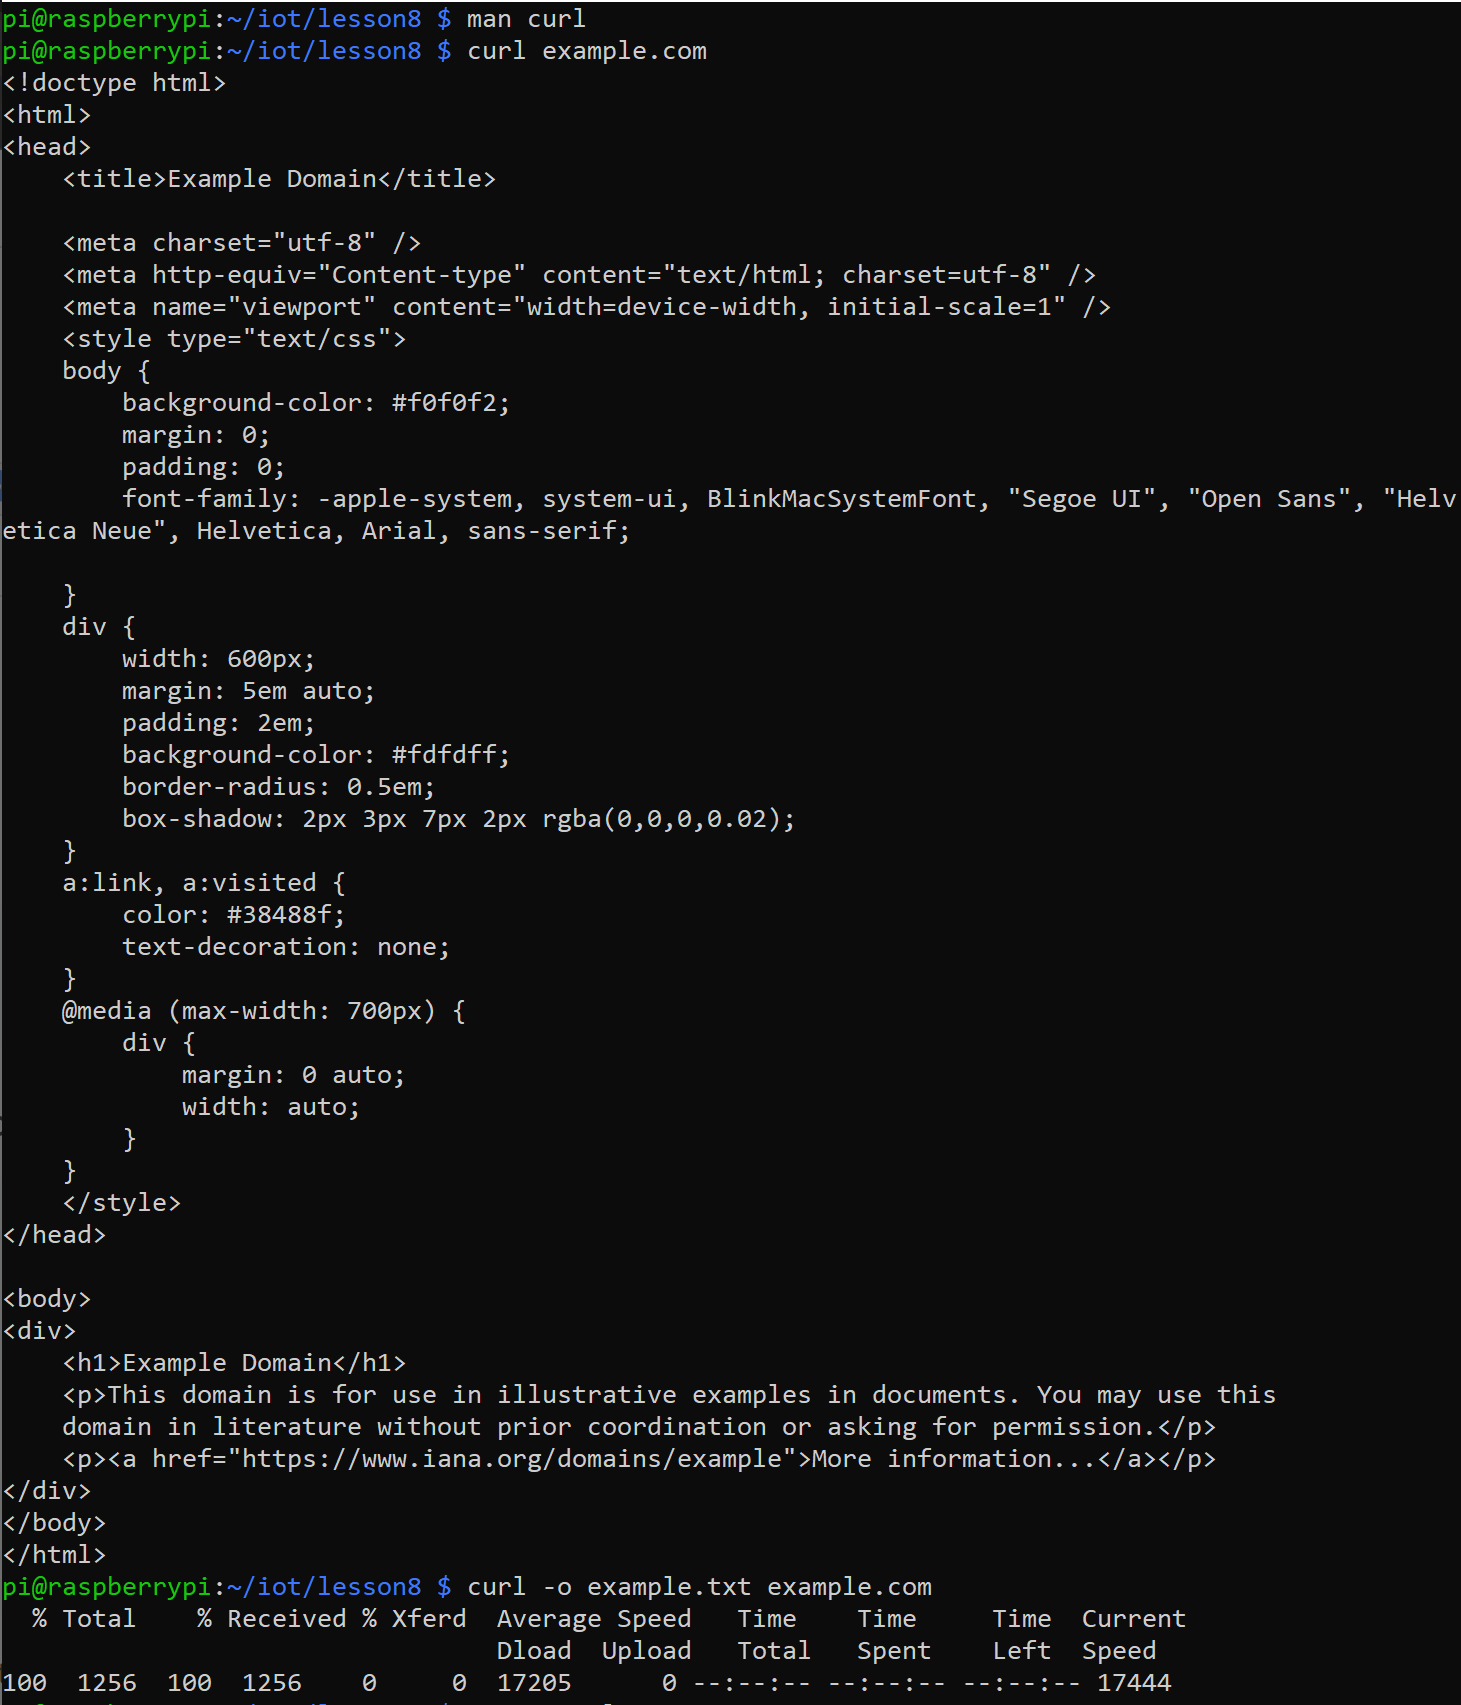 pi@raspberrypi:~/iot/lesson8 $ man curl
pi@raspberrypi:~/iot/lesson8 $ curl example.com
<!doctype html>
<html>
<head>
    <title>Example Domain</title>

    <meta charset="utf-8" />
    <meta http-equiv="Content-type" content="text/html; charset=utf-8" />
    <meta name="viewport" content="width=device-width, initial-scale=1" />
    <style type="text/css">
    body {
        background-color: #f0f0f2;
        margin: 0;
        padding: 0;
        font-family: -apple-system, system-ui, BlinkMacSystemFont, "Segoe UI", "Open Sans", "Helv
etica Neue", Helvetica, Arial, sans-serif;

    }
    div {
        width: 600px;
        margin: 5em auto;
        padding: 2em;
        background-color: #fdfdff;
        border-radius: 0.5em;
        box-shadow: 2px 3px 7px 2px rgba(0,0,0,0.02);
    }
    a:link, a:visited {
        color: #38488f;
        text-decoration: none;
    }
    @media (max-width: 700px) {
        div {
            margin: 0 auto;
            width: auto;
        }
    }
    </style>
</head>

<body>
<div>
    <h1>Example Domain</h1>
    <p>This domain is for use in illustrative examples in documents. You may use this
    domain in literature without prior coordination or asking for permission.</p>
    <p><a href="https://www.iana.org/domains/example">More information...</a></p>
</div>
</body>
</html>
pi@raspberrypi:~/iot/lesson8 $ curl -o example.txt example.com
  % Total    % Received % Xferd  Average Speed   Time    Time     Time  Current
                                 Dload  Upload   Total   Spent    Left  Speed
100  1256  100  1256    0     0  17205      0 --:--:-- --:--:-- --:--:-- 17444